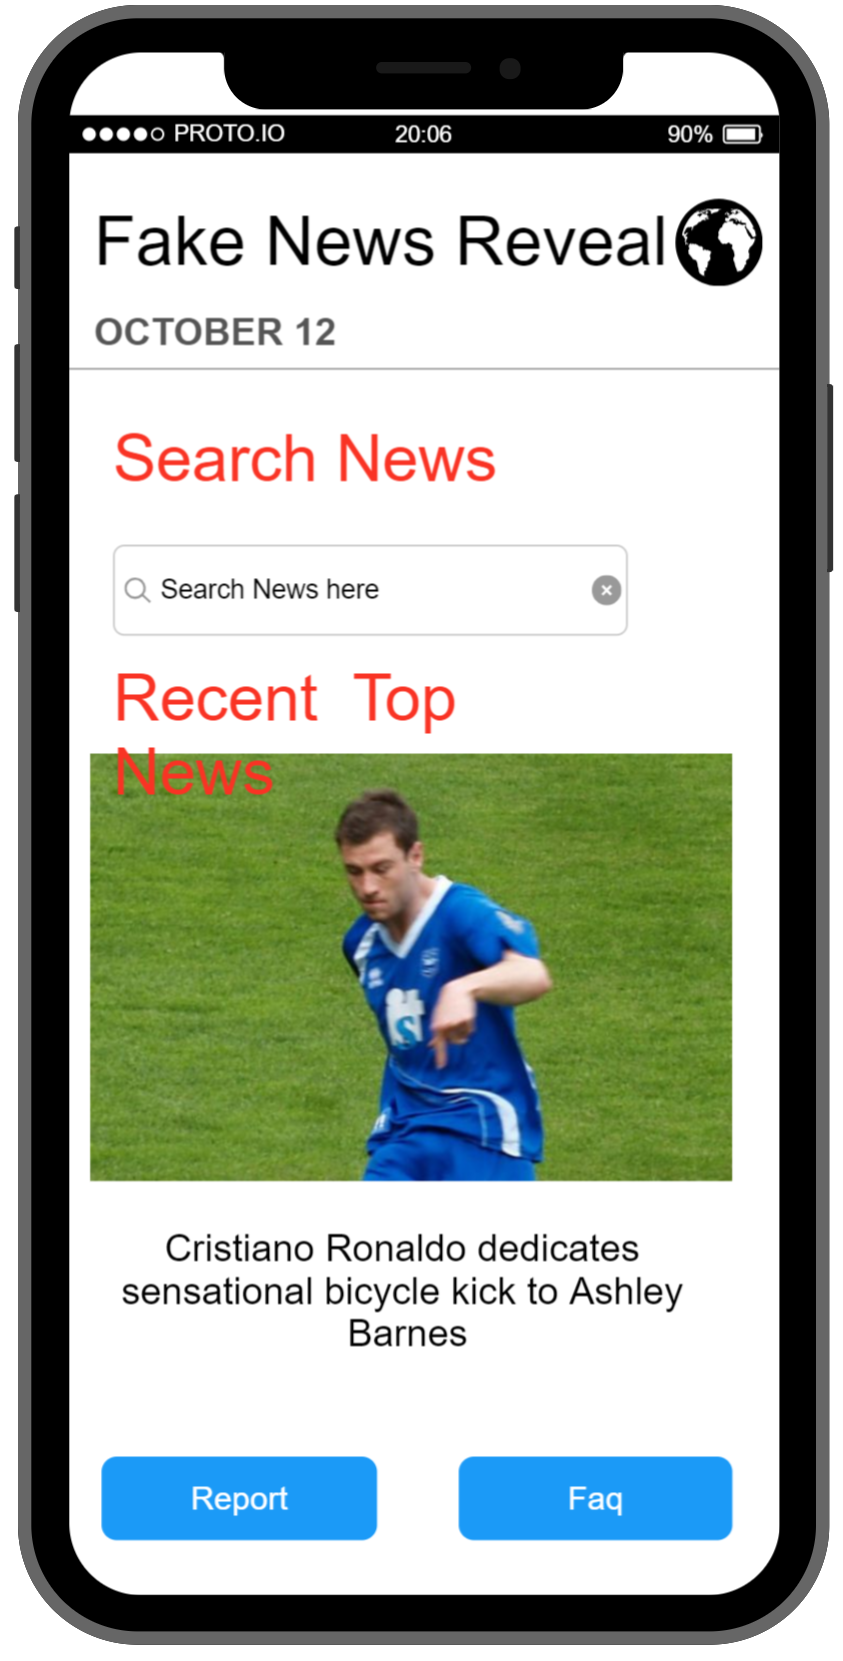 PROTO.IO 20:06 90%
Fake News Reveal
OCTOBER 12
Search News
Search News here
Recent Top
News
Cristiano Ronaldo dedicates
sensational bicycle kick to Ashley
Barnes
Report Faq